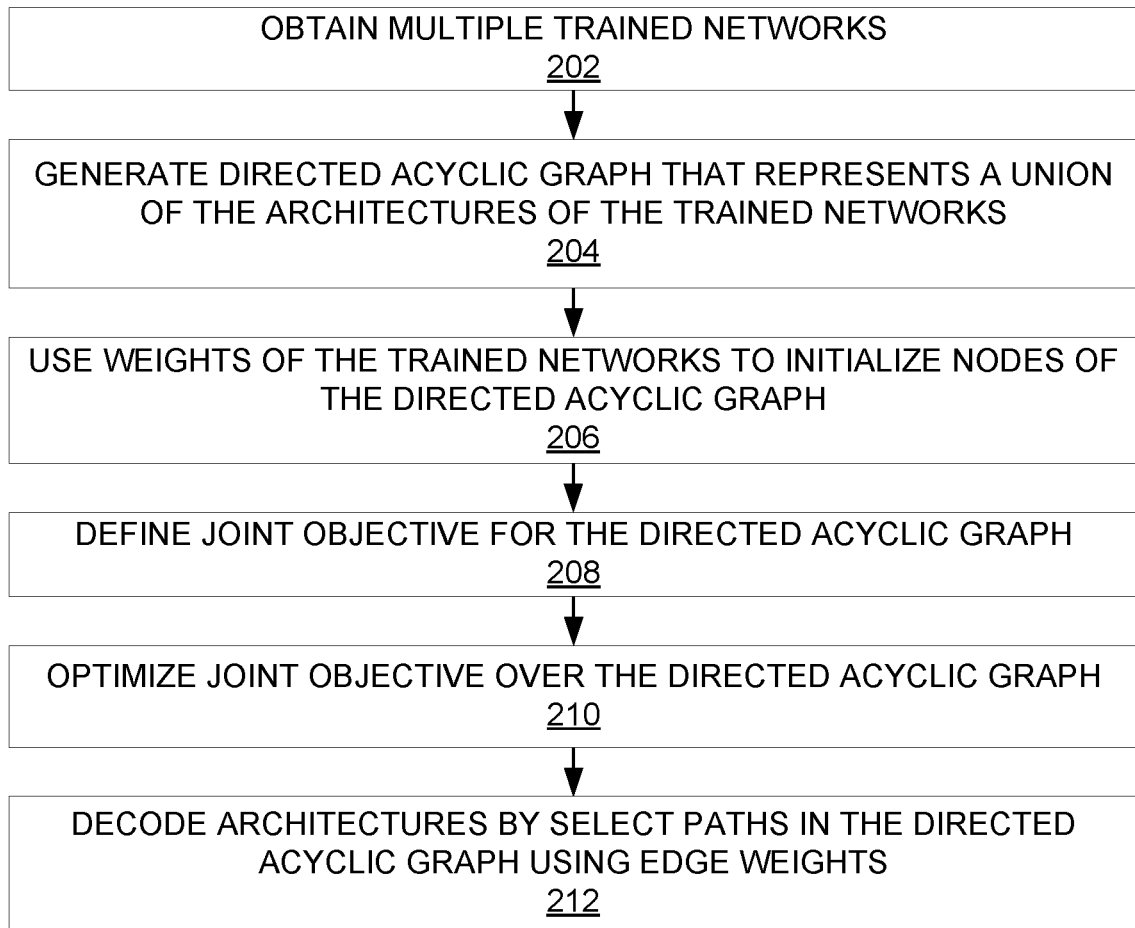 OBTAIN MULTIPLE TRAINED NETWORKS
202
GENERATE DIRECTED ACYCLIC GRAPH THAT REPRESENTS A UNION
OF THE ARCHITECTURES OF THE TRAINED NETWORKS
204
USE WEIGHTS OF THE TRAINED NETWORKS TO INITIALIZE NODES OF
THE DIRECTED ACYCLIC GRAPH
206
DEFINE JOINT OBJECTIVE FOR THE DIRECTED ACYCLIC GRAPH
208
OPTIMIZE JOINT OBJECTIVE OVER THE DIRECTED ACYCLIC GRAPH
210
DECODE ARCHITECTURES BY SELECT PATHS IN THE DIRECTED
ACYCLIC GRAPH USING EDGE WEIGHTS
212